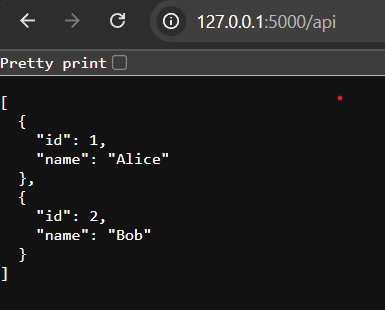 127.0.0.1:5000/api
Pretty print
[
  {
    "id": 1,
    "name": "Alice"
  },
  {
    "id": 2,
    "name": "Bob"
  }
]